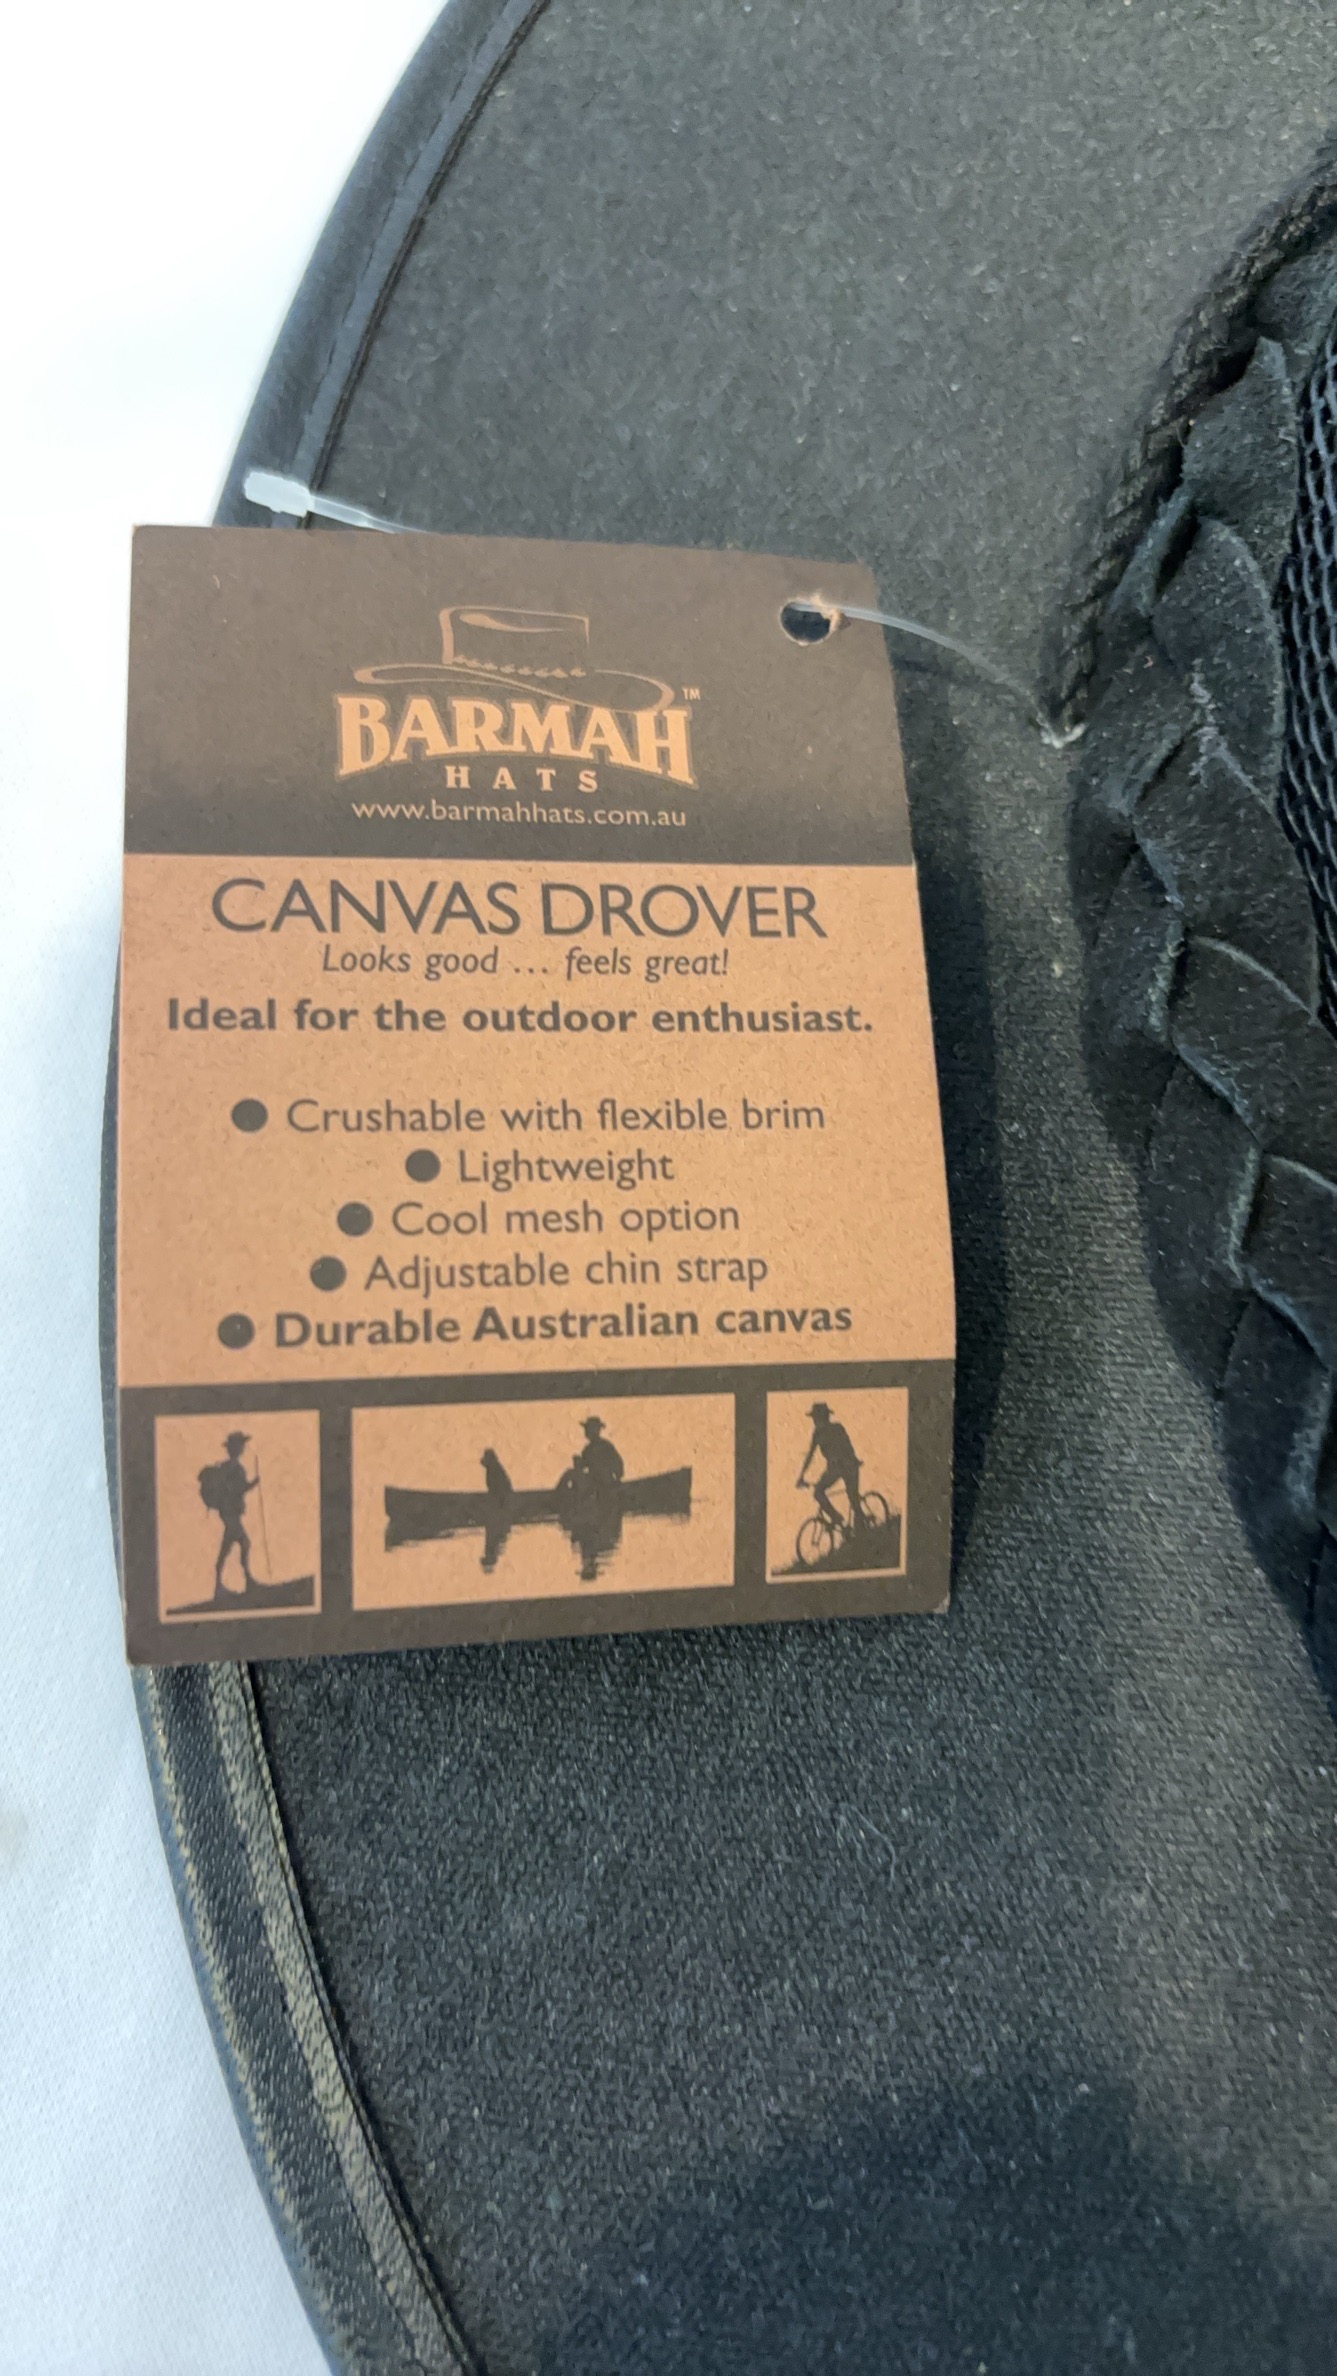 BARMAH™
HATS
www.barmahhats.com.au
CANVAS DROVER
Looks good ... feels great!
Ideal for the outdoor enthusiast.
● Crushable with flexible brim
● Lightweight
● Cool mesh option
● Adjustable chin strap
● Durable Australian canvas